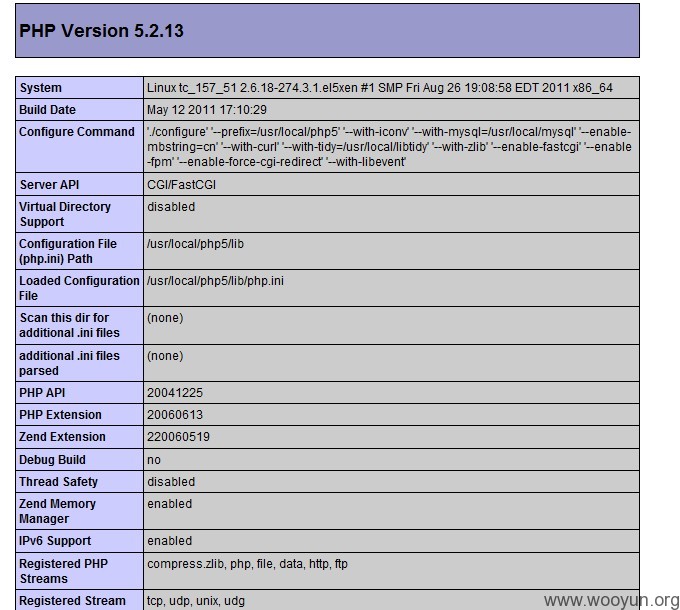 PHP Version 5.2.13
System Linux tc_157_51 2.6.18-274.3.1.el5xen #1 SMP Fri Aug 26 19:08:58 EDT 2011 x86_64
Build Date May 12 2011 17:10:29
Configure Command './configure' '--prefix=/usr/local/php5' '--with-iconv' '--with-mysql=/usr/local/mysql' '--enable-
mbstring=cn' '--with-curl' '--with-tidy=/usr/local/libtidy' '--with-zlib' '--enable-fastcgi' '--enable
-fpm' '--enable-force-cgi-redirect' '--with-libevent'
Server API CGI/FastCGI
Virtual Directory disabled
Support
Configuration File /usr/local/php5/lib
(php.ini) Path
Loaded Configuration /usr/local/php5/lib/php.ini
File
Scan this dir for (none)
additional .ini files
additional .ini files (none)
parsed
PHP API 20041225
PHP Extension 20060613
Zend Extension 220060519
Debug Build no
Thread Safety disabled
Zend Memory enabled
Manager
IPv6 Support enabled
Registered PHP compress.zlib, php, file, data, http, ftp
Streams
Registered Stream tcp, udp, unix, udg
www.wooyun.org